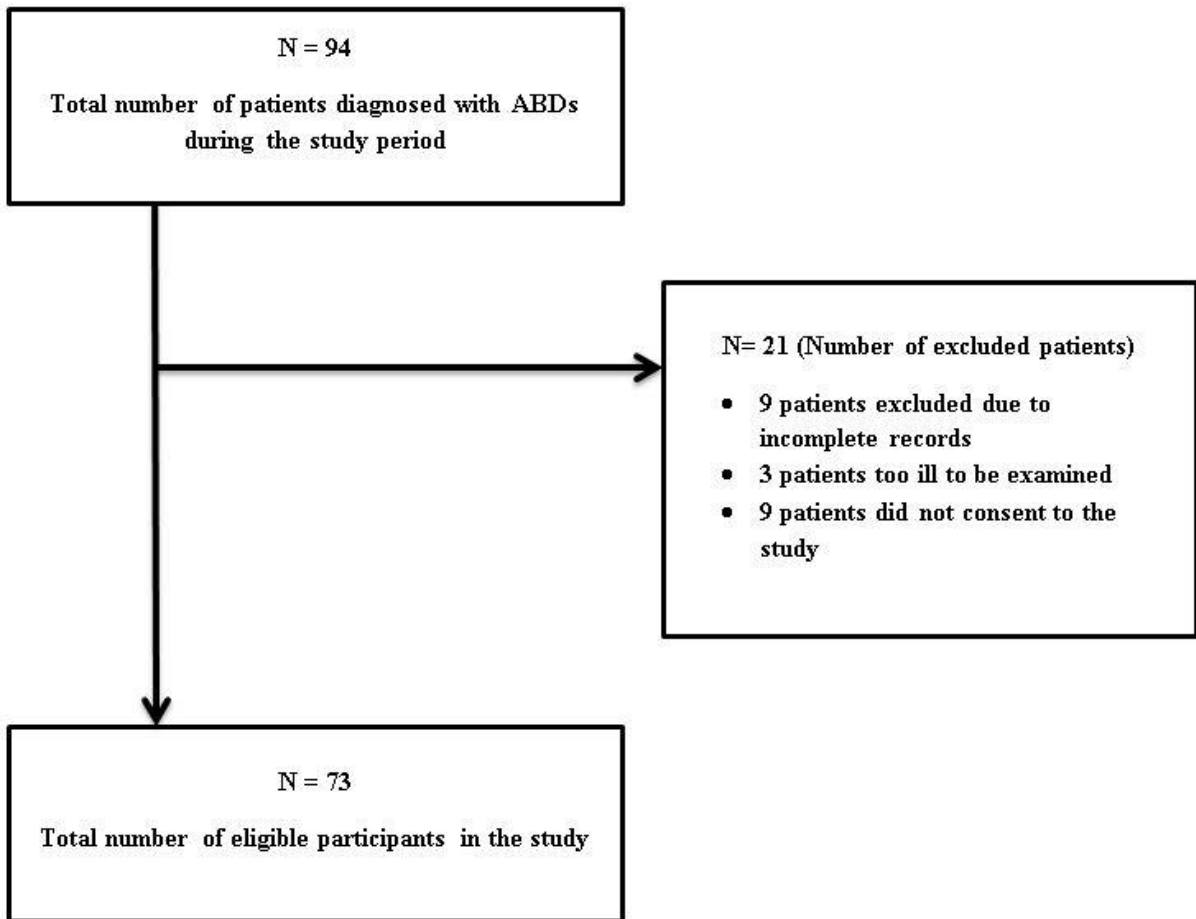 N = 94
Total number of patients diagnosed with ABDs
during the study period
N= 21 (Number of excluded patients)
• 9 patients excluded due to
incomplete records
• 3 patients too ill to be examined
• 9 patients did not consent to the
study
N = 73
Total number of eligible participants in the study